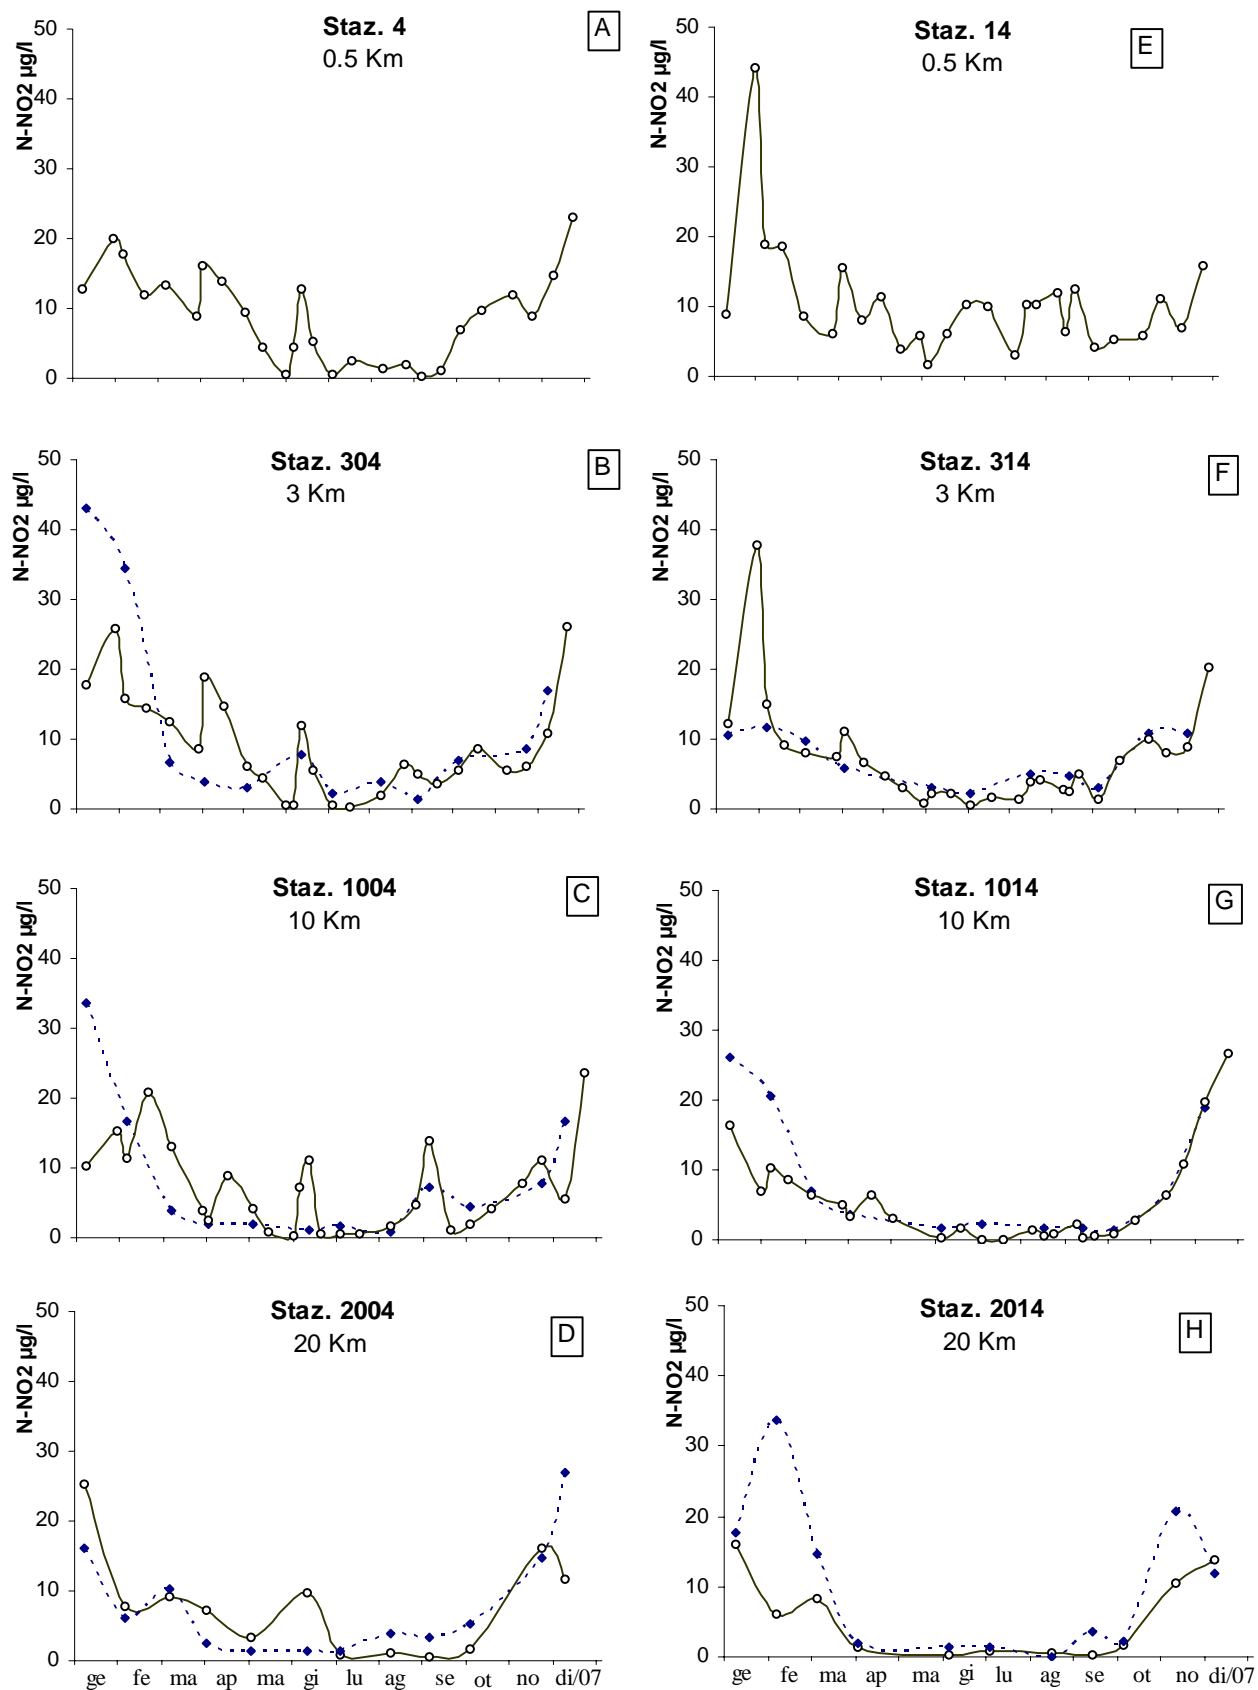 Staz. 4
0.5 Km
A
N-NO2 µg/l
50
40
30
20
10
0
Staz. 14
0.5 Km
E
N-NO2 µg/l
50
40
30
20
10
0
Staz. 304
3 Km
B
N-NO2 µg/l
50
40
30
20
10
0
Staz. 314
3 Km
F
N-NO2 µg/l
50
40
30
20
10
0
Staz. 1004
10 Km
C
N-NO2 µg/l
50
40
30
20
10
0
Staz. 1014
10 Km
G
N-NO2 µg/l
50
40
30
20
10
0
Staz. 2004
20 Km
D
N-NO2 µg/l
50
40
30
20
10
0
ge fe ma ap ma gi lu ag se ot no di/07
Staz. 2014
20 Km
H
N-NO2 µg/l
50
40
30
20
10
0
ge fe ma ap ma gi lu ag se ot no di/07